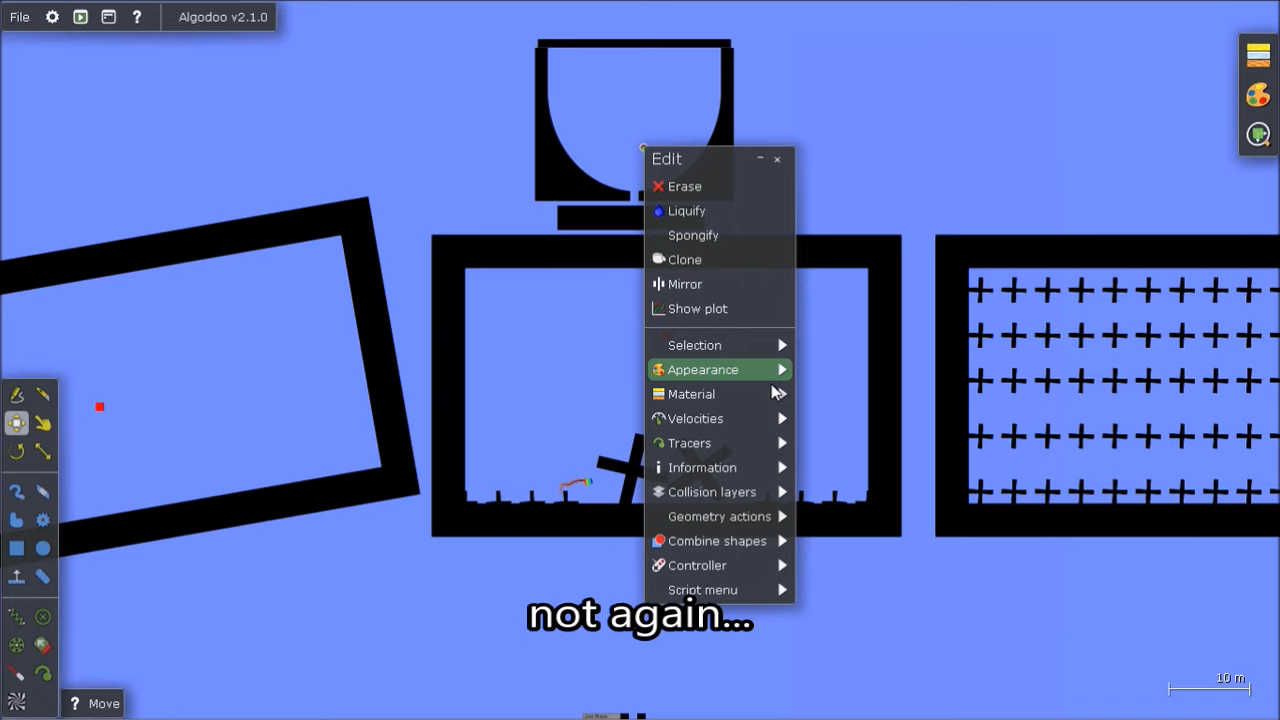 File
?
Algodoo v2.1.0
Edit
Erase
Liquify
Spongify
Clone
Mirror
Show plot
Selection
Appearance
Material
Velocities
Tracers
Information
Collision layers
Geometry actions
Combine shapes
Controller
Script menu
not again...
10 m
? Move